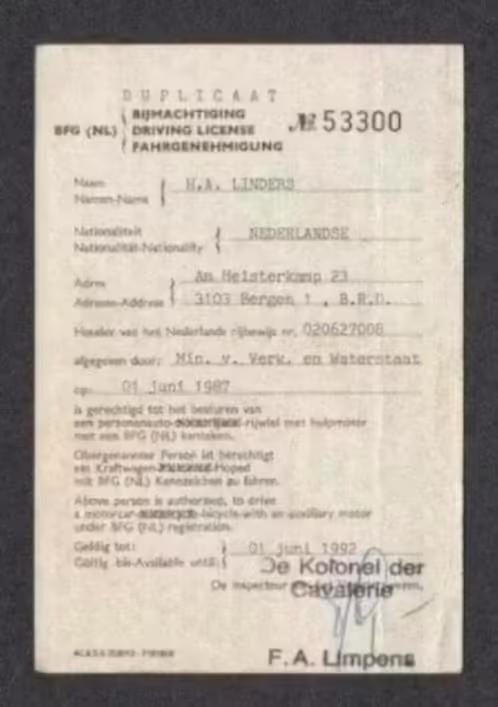 DUPLICAAT
BIJMACHTIGING
BFG (NL) DRIVING LICENSE
FAHRGENEHMIGUNG
№ 53300
Naam H.A. LINDERS
Namen-Name
Nationaliteit NEDERLANDSE
Nationalität-Nationality
Adres Am Heisterkamp 23
Adresse-Address 3103 Bergen 1 , B.R.D.
Houder van het Nederlands rijbewijs nr. 020627008
afgegeven door: Min. v. Verk. en Waterstaat
op: 01 juni 1987
is gerechtigd tot het besturen van
een personenauto- -rijwiel met hulpmotor
met een BFG (NL) kenteken.
Obengenannter Person ist berechtigt
ein Kraftwagen- -Moped
mit BFG (NL) Kennzeichen zu fahren.
Above person is authorized, to drive
a motorcar- -bicycle-with an auxiliary motor
under BFG (NL) registration.
Geldig tot: 01 juni 1992
Gültig bis-Available until:
De Kolonel der
De inspecteur
Cavalerie
F.A. Limpens